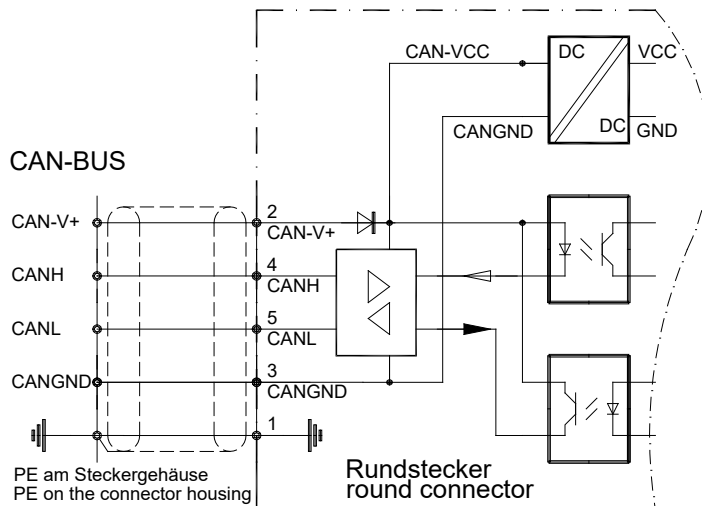 CAN-VCC
DC
VCC
CANGND
DC
GND
CAN-BUS
CAN-V+
2
CAN-V+
CANH
4
CANH
CANL
5
CANL
CANGND
3
CANGND
1
PE am Steckergehäuse
PE on the connector housing
Rundstecker
round connector